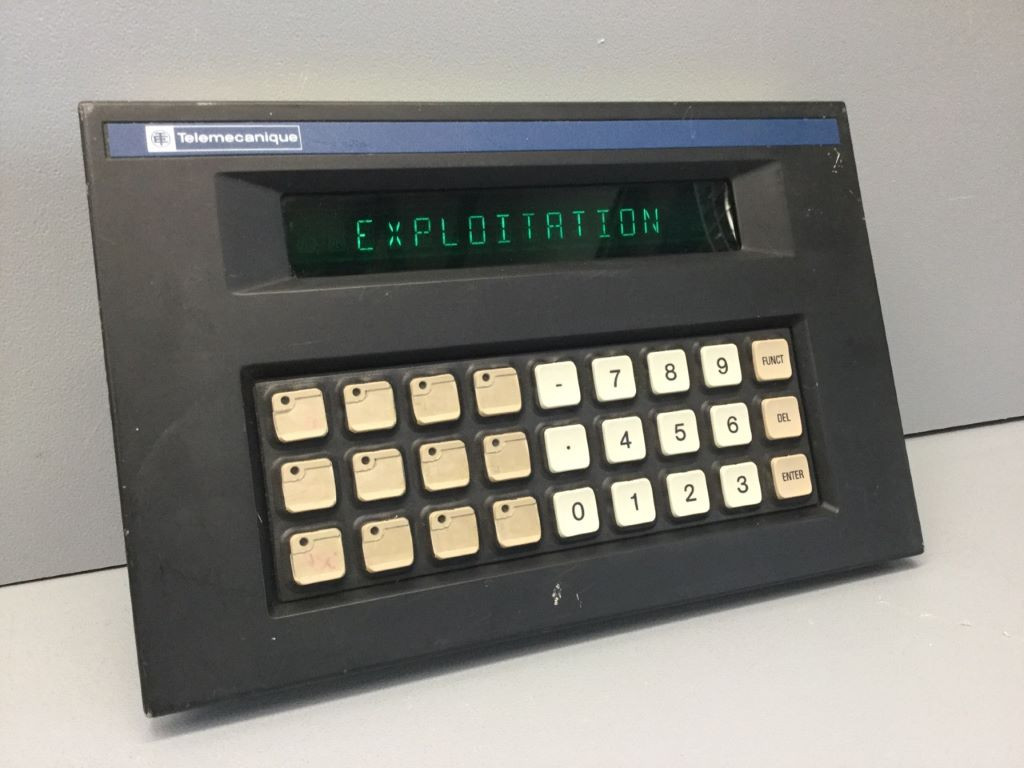 Telemecanique
EXPLOITATION
- 7 8 9 FUNCT
. 4 5 6 DEL
0 1 2 3 ENTER